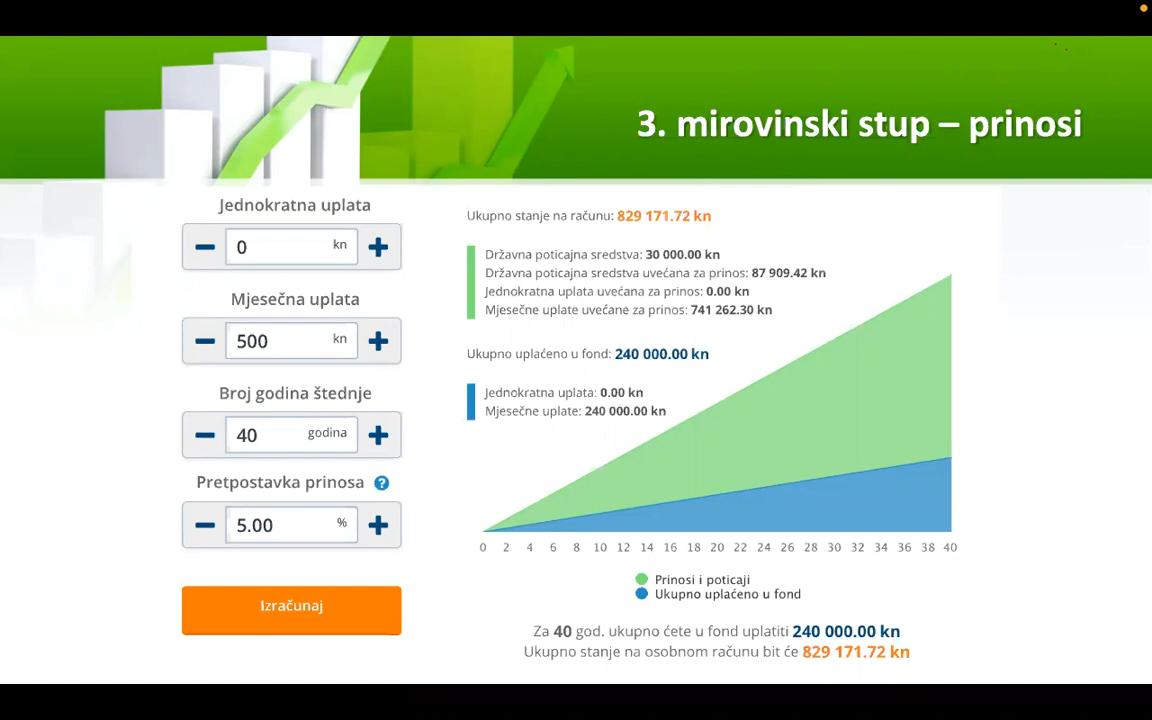 3. mirovinski stup – prinosi
Jednokratna uplata
0 kn
Mjesečna uplata
500 kn
Broj godina štednje
40 godina
Pretpostavka prinosa ?
5.00 %
Izračunaj
Ukupno stanje na računu: 829 171.72 kn
Državna poticajna sredstva: 30 000.00 kn
Državna poticajna sredstva uvećana za prinos: 87 909.42 kn
Jednokratna uplata uvećana za prinos: 0.00 kn
Mjesečne uplate uvećane za prinos: 741 262.30 kn
Ukupno uplaćeno u fond: 240 000.00 kn
Jednokratna uplata: 0.00 kn
Mjesečne uplate: 240 000.00 kn
0 2 4 6 8 10 12 14 16 18 20 22 24 26 28 30 32 34 36 38 40
Prinosi i poticaji
Ukupno uplaćeno u fond
Za 40 god. ukupno ćete u fond uplatiti 240 000.00 kn
Ukupno stanje na osobnom računu bit će 829 171.72 kn